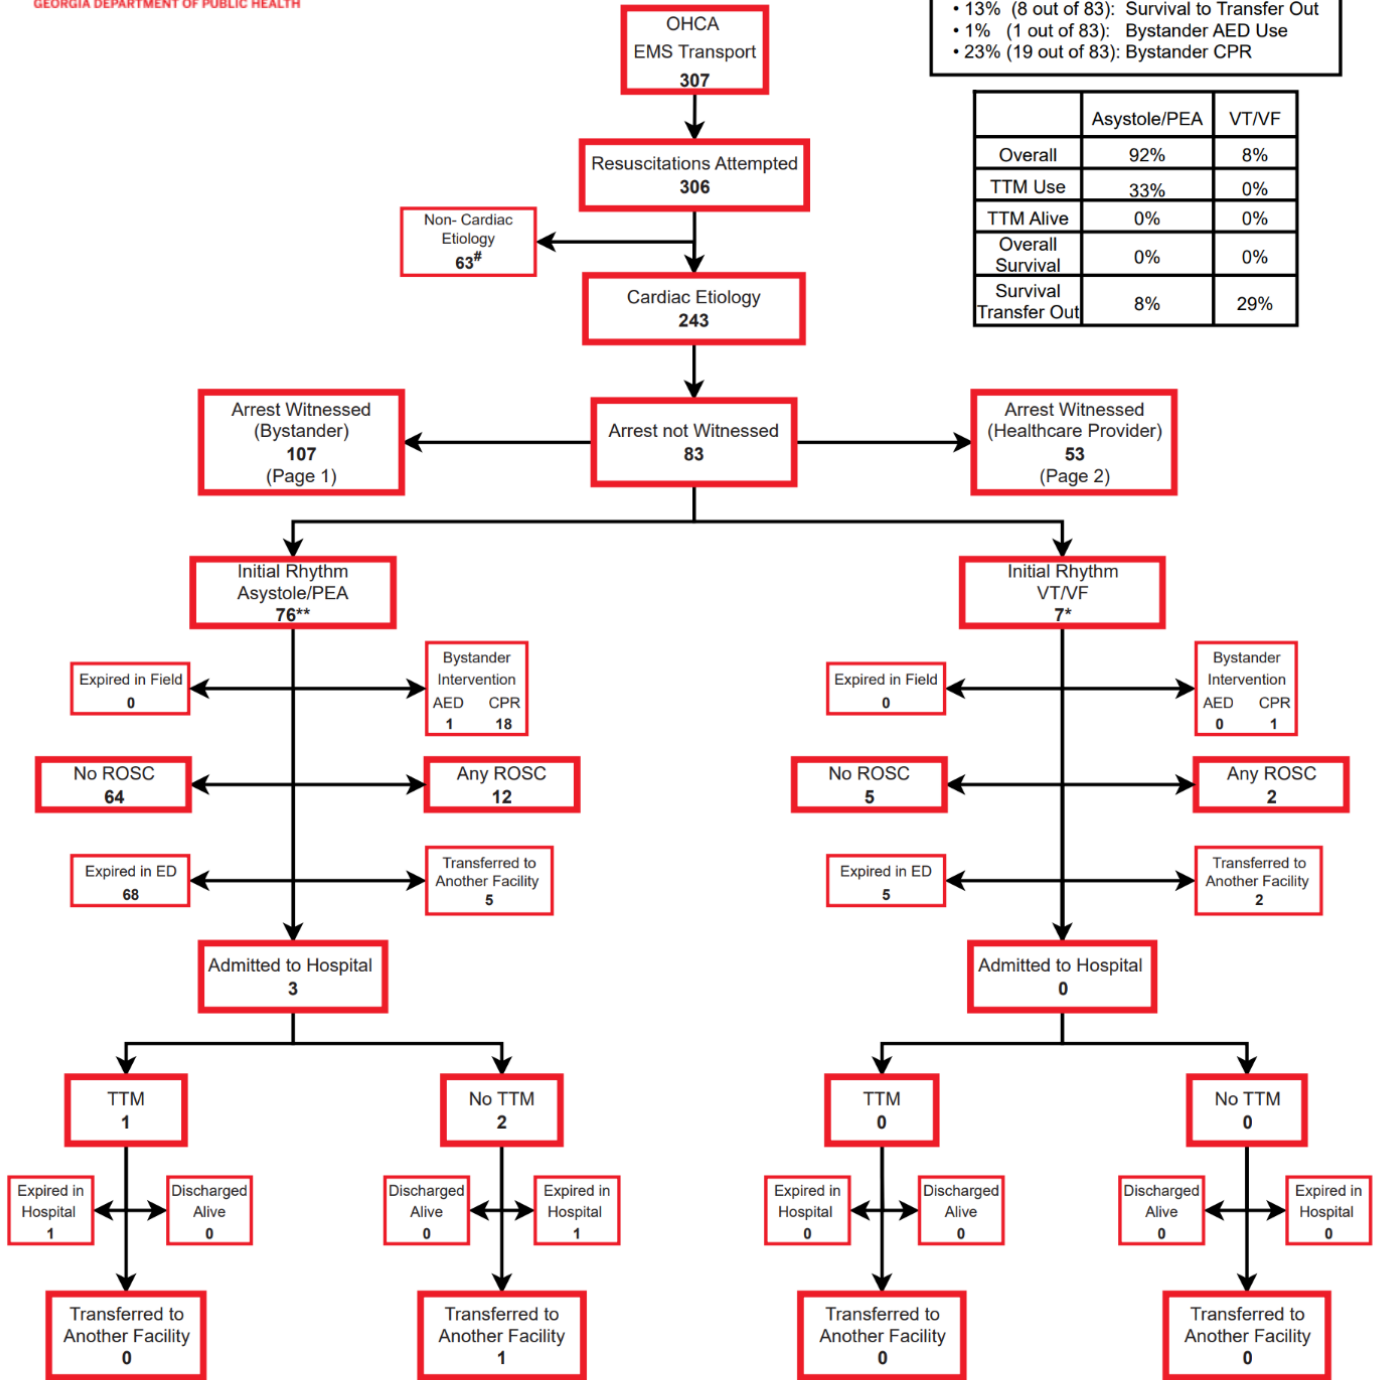 GEORGIA DEPARTMENT OF PUBLIC HEALTH
• 13% (8 out of 83): Survival to Transfer Out
• 1% (1 out of 83): Bystander AED Use
• 23% (19 out of 83): Bystander CPR
OHCA
EMS Transport
307
Asystole/PEA VT/VF
Overall 92% 8%
TTM Use 33% 0%
TTM Alive 0% 0%
Overall
Survival 0% 0%
Survival
Transfer Out 8% 29%
Resuscitations Attempted
306
Non- Cardiac
Etiology
63#
Cardiac Etiology
243
Arrest Witnessed
(Bystander)
107
(Page 1)
Arrest not Witnessed
83
Arrest Witnessed
(Healthcare Provider)
53
(Page 2)
Initial Rhythm
Asystole/PEA
76**
Initial Rhythm
VT/VF
7*
Expired in Field
0
Bystander
Intervention
AED CPR
1 18
Expired in Field
0
Bystander
Intervention
AED CPR
0 1
No ROSC
64
Any ROSC
12
No ROSC
5
Any ROSC
2
Expired in ED
68
Transferred to
Another Facility
5
Expired in ED
5
Transferred to
Another Facility
2
Admitted to Hospital
3
Admitted to Hospital
0
TTM
1
No TTM
2
TTM
0
No TTM
0
Expired in
Hospital
1
Discharged
Alive
0
Discharged
Alive
0
Expired in
Hospital
1
Expired in
Hospital
0
Discharged
Alive
0
Discharged
Alive
0
Expired in
Hospital
0
Transferred to
Another Facility
0
Transferred to
Another Facility
1
Transferred to
Another Facility
0
Transferred to
Another Facility
0